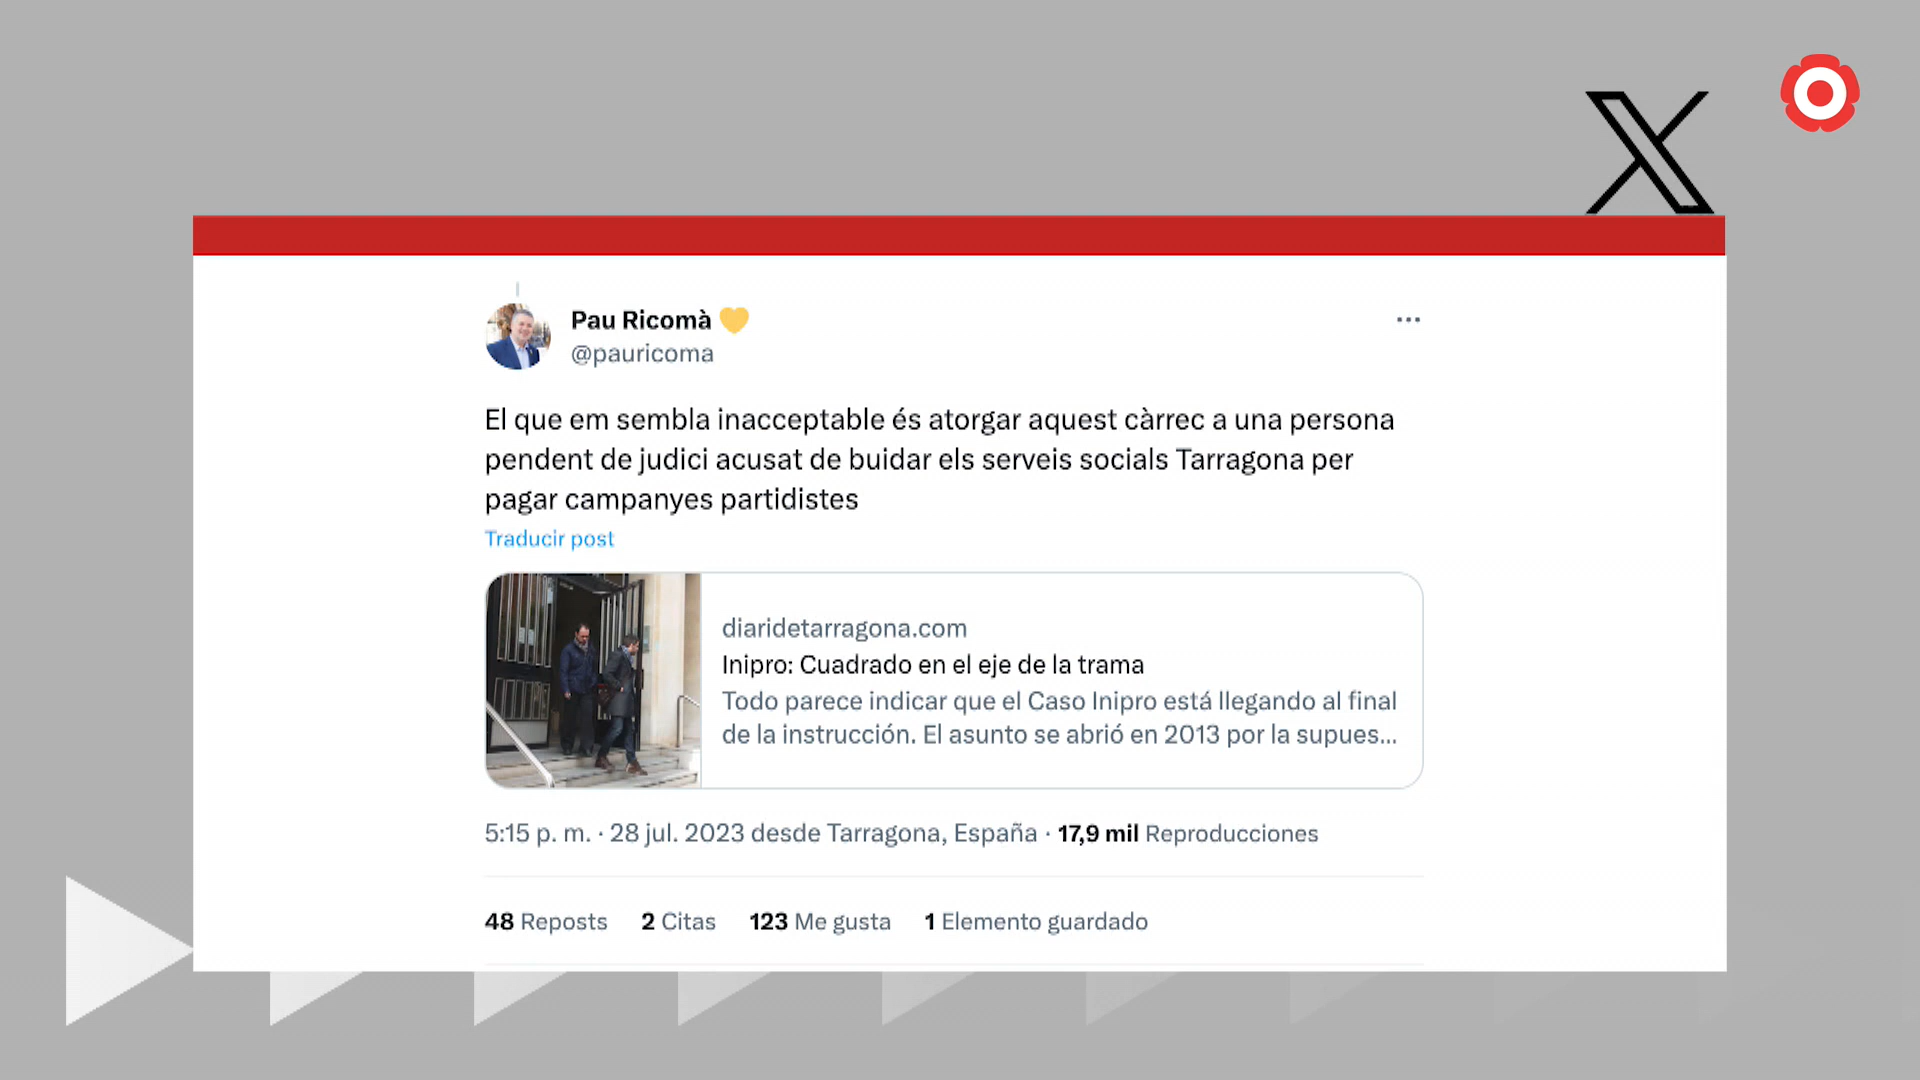 Pau Ricomà 💛
@pauricoma
El que em sembla inacceptable és atorgar aquest càrrec a una persona
pendent de judici acusat de buidar els serveis socials Tarragona per
pagar campanyes partidistes
Traducir post
diaridetarragona.com
Inipro: Cuadrado en el eje de la trama
Todo parece indicar que el Caso Inipro está llegando al final
de la instrucción. El asunto se abrió en 2013 por la supues...
5:15 p. m. · 28 jul. 2023 desde Tarragona, España · 17,9 mil Reproducciones
48 Reposts 2 Citas 123 Me gusta 1 Elemento guardado